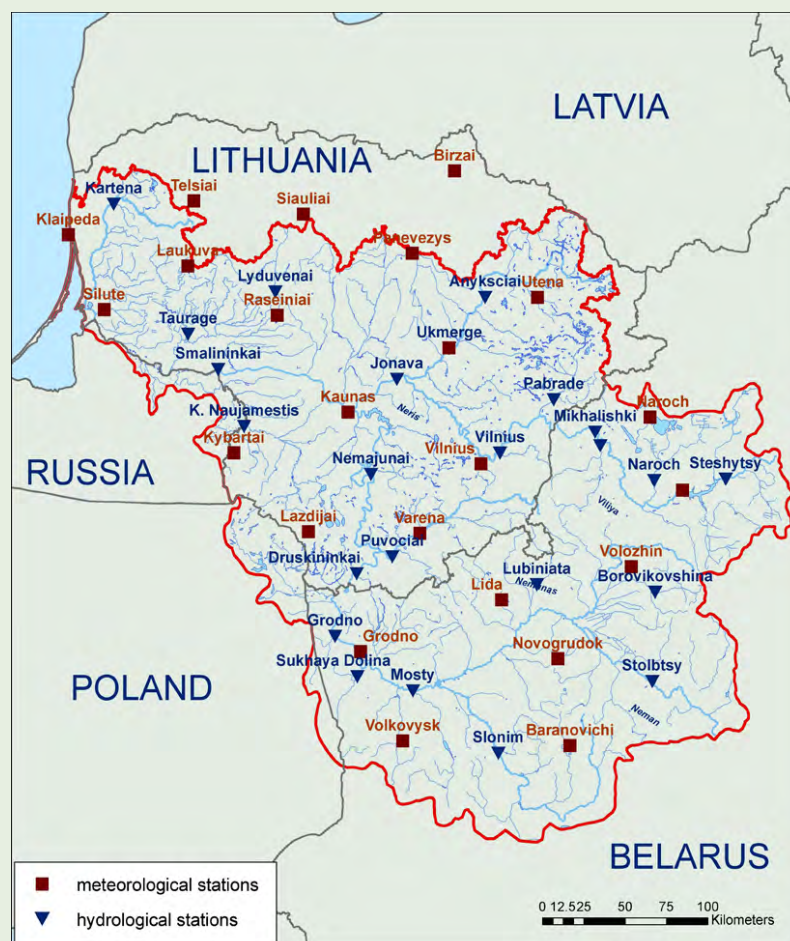 LATVIA
LITHUANIA
Birzai
Kartena
Telsiai
Siauliai
Klaipeda
Panevezys
Laukuva
Lyduvenai
Anyksciai
Utena
Silute
Raseiniai
Taurage
Ukmerge
Smalininkai
Jonava
Pabrade
Kaunas
Naroch
K. Naujamestis
Neris
Mikhalishki
Kybartai
Vilnius
Vilnius
RUSSIA
Nemajunai
Naroch
Steshytsy
Viliya
Lazdijai
Varena
Puvociai
Druskininkai
Volozhin
Lubiniata
Lida
Nemunas
Borovikovshina
Grodno
Grodno
Novogrudok
Sukhaya Dolina
Mosty
Stolbtsy
POLAND
Neman
Volkovysk
Slonim
Baranovichi
BELARUS
meteorological stations
hydrological stations
0 12.525 50 75 100
Kilometers